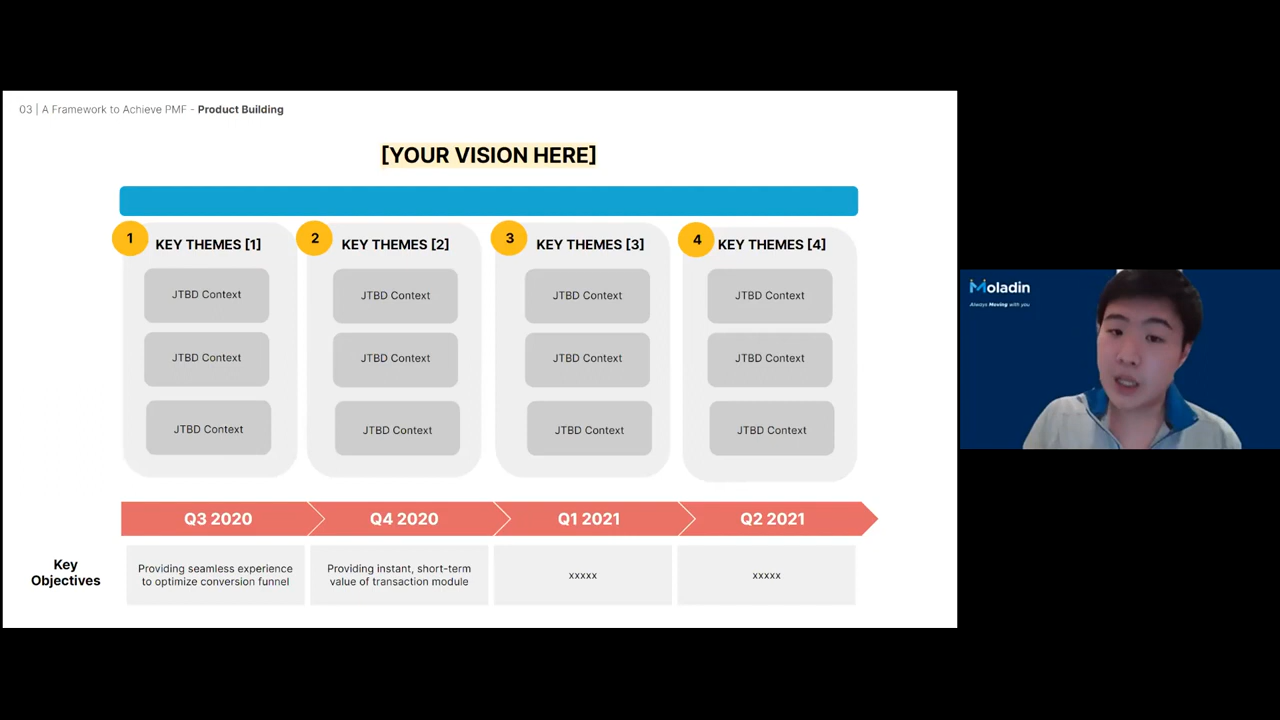 03 | A Framework to Achieve PMF - Product Building
[YOUR VISION HERE]
1
KEY THEMES [1]
JTBD Context
JTBD Context
JTBD Context
2
KEY THEMES [2]
JTBD Context
JTBD Context
JTBD Context
3
KEY THEMES [3]
JTBD Context
JTBD Context
JTBD Context
4
KEY THEMES [4]
JTBD Context
JTBD Context
JTBD Context
Q3 2020
Q4 2020
Q1 2021
Q2 2021
Key
Objectives
Providing seamless experience
to optimize conversion funnel
Providing instant, short-term
value of transaction module
xxxxx
xxxxx
Moladin
Always Moving with you